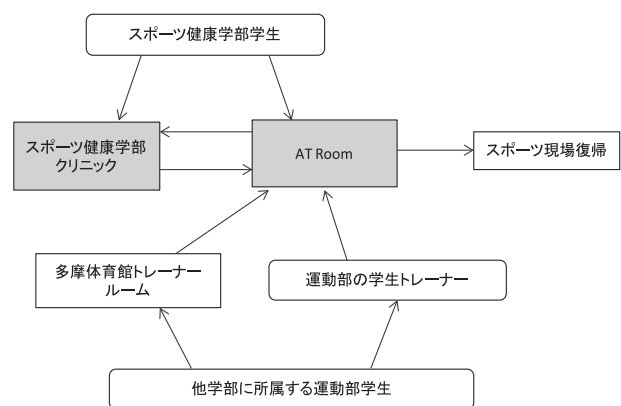 スポーツ健康学部学生
スポーツ健康学部
クリニック
AT Room
スポーツ現場復帰
多摩体育館トレーナー
ルーム
運動部の学生トレーナー
他学部に所属する運動部学生